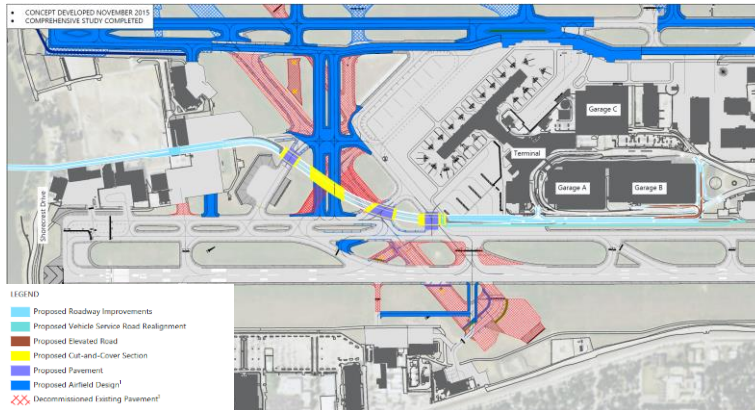 • CONCEPT DEVELOPED NOVEMBER 2015
• COMPREHENSIVE STUDY COMPLETED
Garage C
Terminal
Garage A
Garage B
Shorecrest Drive
LEGEND
Proposed Roadway Improvements
Proposed Vehicle Service Road Realignment
Proposed Elevated Road
Proposed Cut-and-Cover Section
Proposed Pavement
Proposed Airfield Design¹
Decommissioned Existing Pavement²